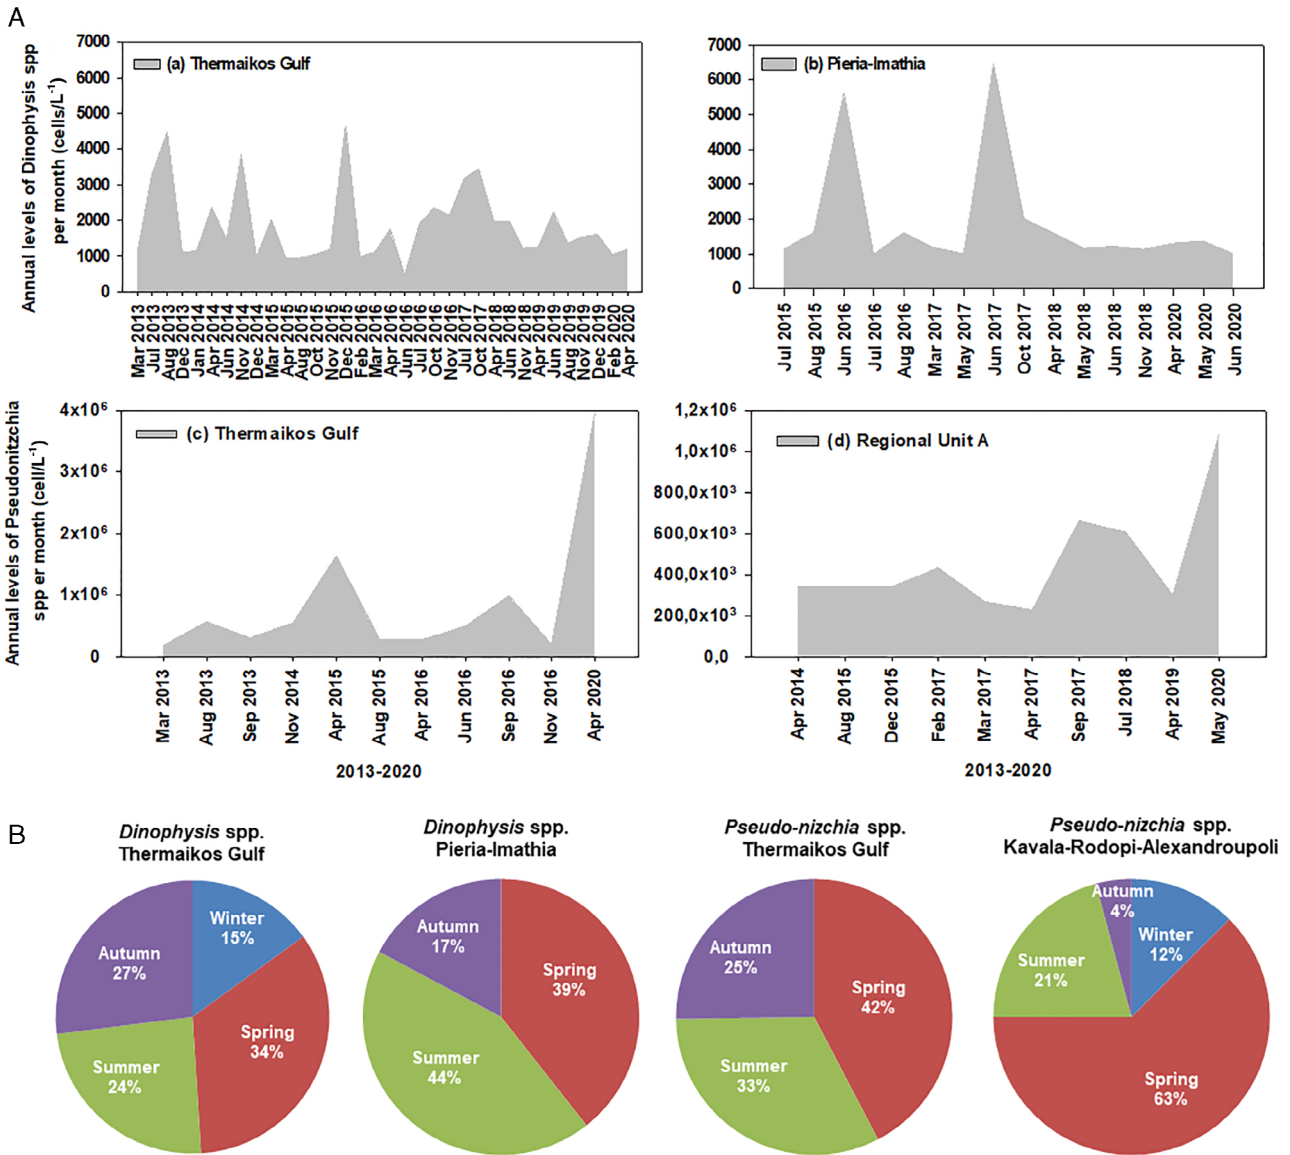 A
Annual levels of Dinophysis spp
per month (cells/L⁻¹)
7000
6000
5000
4000
3000
2000
1000
0
(a) Thermaikos Gulf
Mar 2013
Jul 2013
Aug 2013
Dec 2013
Jan 2014
Apr 2014
Jun 2014
Nov 2014
Dec 2014
Mar 2015
Apr 2015
Aug 2015
Oct 2015
Nov 2015
Dec 2015
Feb 2016
Mar 2016
Apr 2016
Jun 2016
Jul 2016
Oct 2016
Nov 2016
Jul 2017
Oct 2017
Apr 2018
Jun 2018
Nov 2018
Apr 2019
Jun 2019
Aug 2019
Nov 2019
Dec 2019
Feb 2020
Apr 2020
7000
6000
5000
4000
3000
2000
1000
0
(b) Pieria-Imathia
Jul 2015
Aug 2015
Jun 2016
Jul 2016
Aug 2016
Mar 2017
May 2017
Jun 2017
Oct 2017
Apr 2018
May 2018
Jun 2018
Nov 2018
Apr 2020
May 2020
Jun 2020
Annual levels of Pseudonitzchia
spp er month (cell/L⁻¹)
4x10⁶
3x10⁶
2x10⁶
1x10⁶
0
(c) Thermaikos Gulf
Mar 2013
Aug 2013
Sep 2013
Nov 2014
Apr 2015
Aug 2015
Apr 2016
Jun 2016
Sep 2016
Nov 2016
Apr 2020
2013-2020
1,2x10⁶
1,0x10⁶
800,0x10³
600,0x10³
400,0x10³
200,0x10³
0,0
(d) Regional Unit A
Apr 2014
Aug 2015
Dec 2015
Feb 2017
Mar 2017
Apr 2017
Sep 2017
Jul 2018
Apr 2019
May 2020
2013-2020
B
Dinophysis spp.
Thermaikos Gulf
Winter
15%
Autumn
27%
Spring
34%
Summer
24%
Dinophysis spp.
Pieria-Imathia
Autumn
17%
Spring
39%
Summer
44%
Pseudo-nizchia spp.
Thermaikos Gulf
Autumn
25%
Spring
42%
Summer
33%
Pseudo-nizchia spp.
Kavala-Rodopi-Alexandroupoli
Autumn
4%
Winter
12%
Summer
21%
Spring
63%